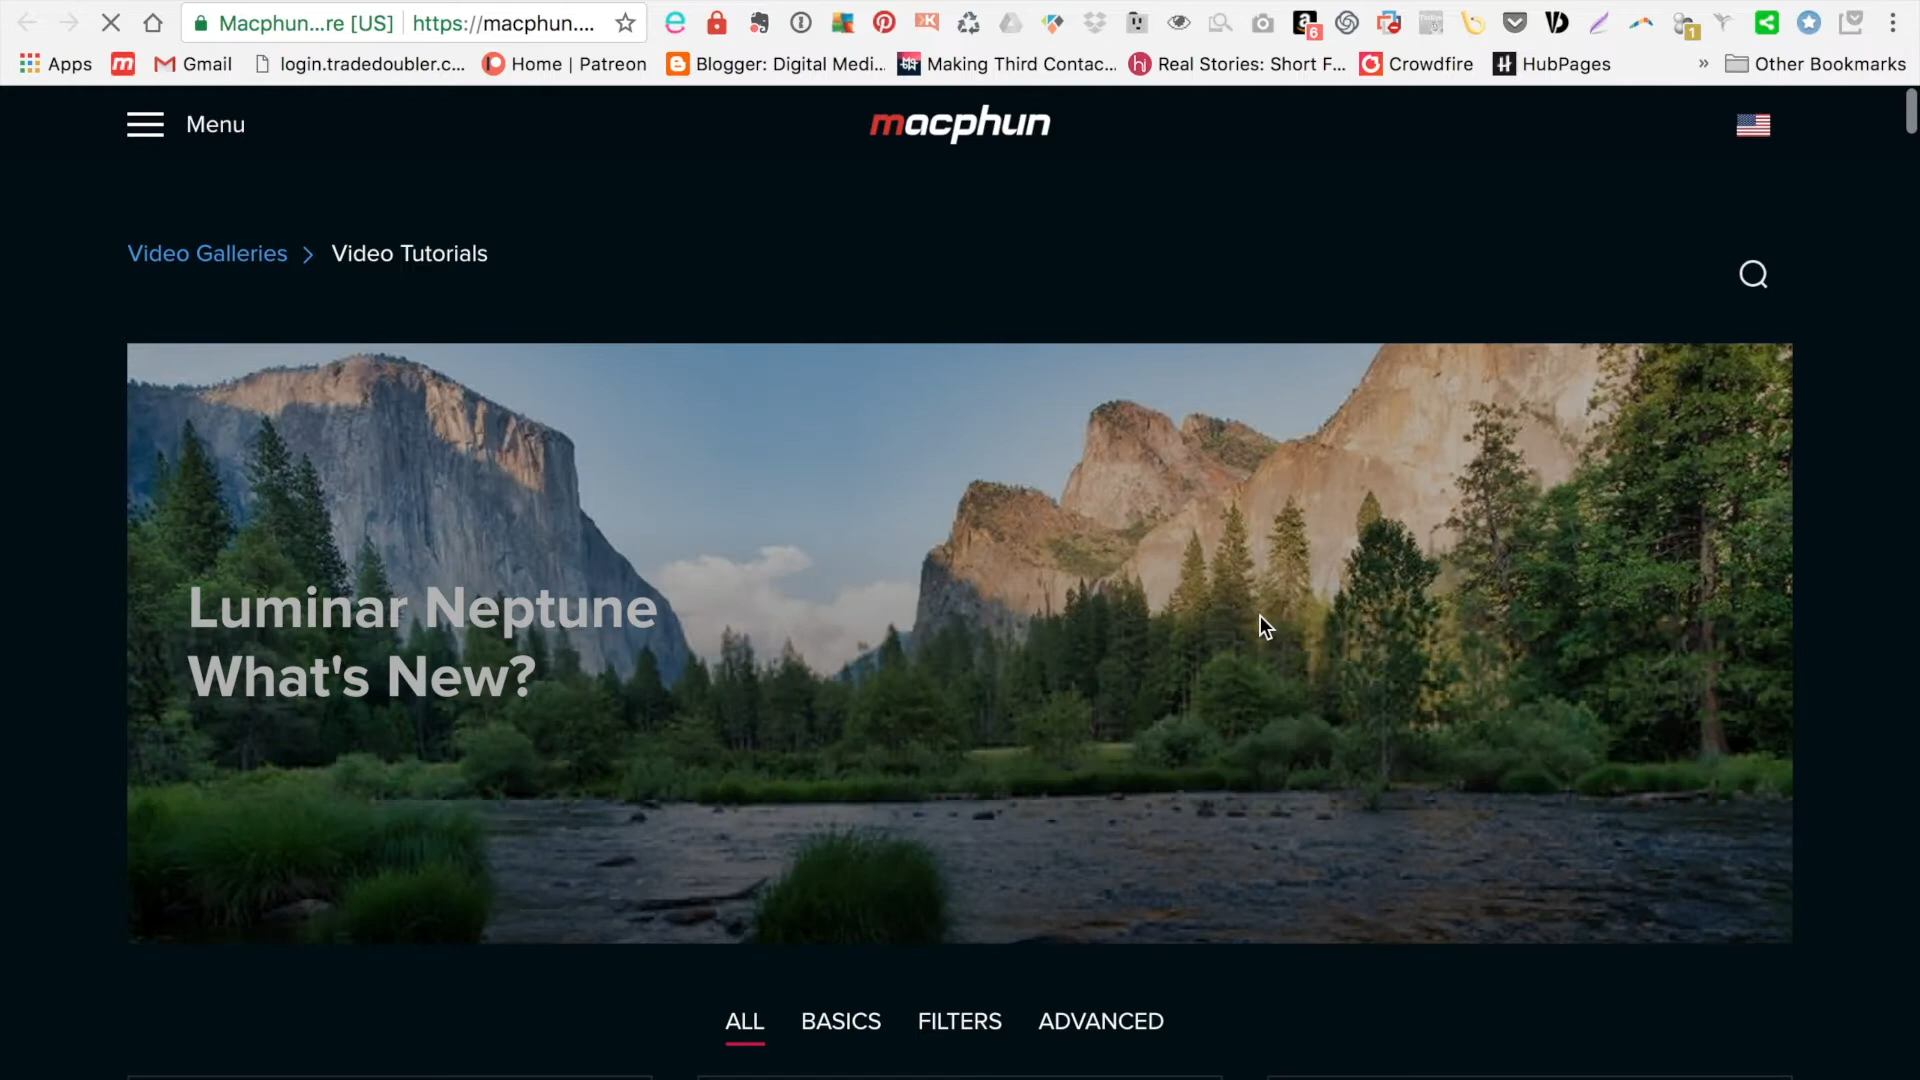 Macphun...re [US] https://macphun....
6
1
Apps
Gmail
login.tradedoubler.c...
Home | Patreon
Blogger: Digital Medi...
Making Third Contac...
Real Stories: Short F...
Crowdfire
HubPages
»
Other Bookmarks
Menu
macphun
Video Galleries > Video Tutorials
Luminar Neptune
What's New?
ALL BASICS FILTERS ADVANCED